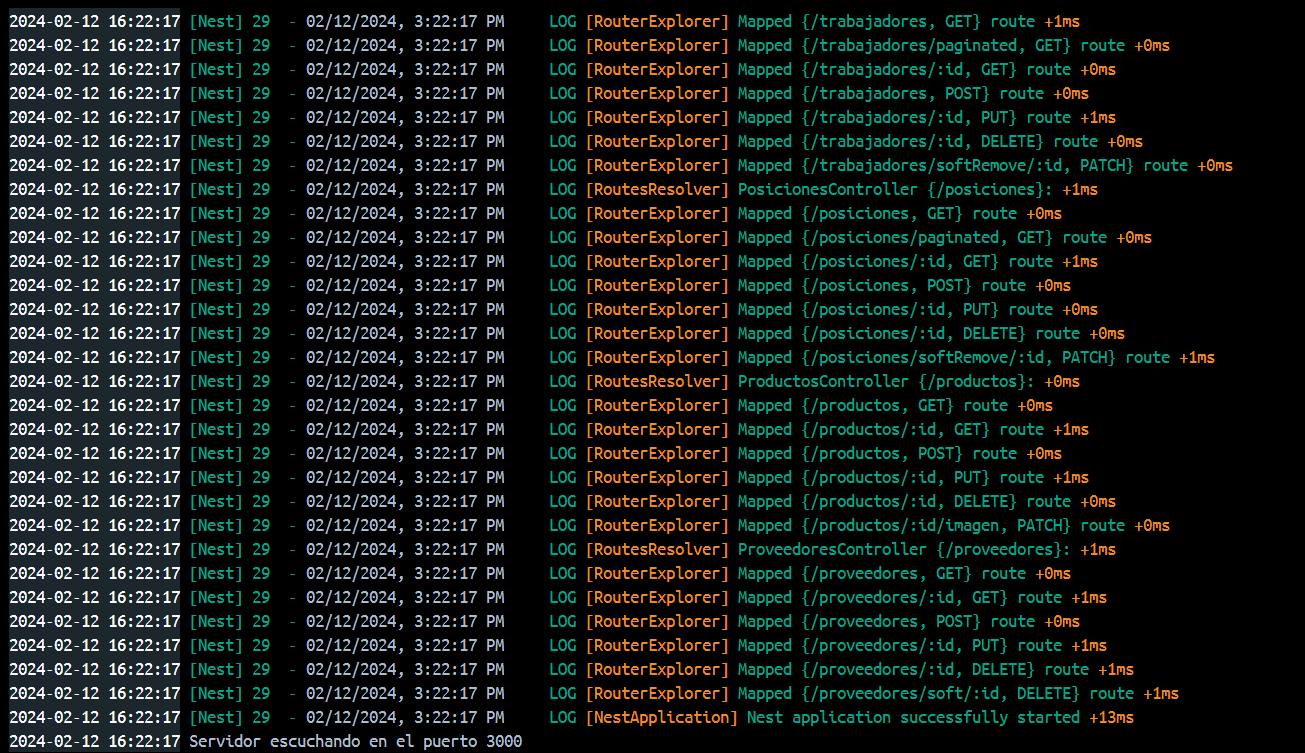 2024-02-12 16:22:17 [Nest] 29  - 02/12/2024, 3:22:17 PM     LOG [RouterExplorer] Mapped {/trabajadores, GET} route +1ms
2024-02-12 16:22:17 [Nest] 29  - 02/12/2024, 3:22:17 PM     LOG [RouterExplorer] Mapped {/trabajadores/paginated, GET} route +0ms
2024-02-12 16:22:17 [Nest] 29  - 02/12/2024, 3:22:17 PM     LOG [RouterExplorer] Mapped {/trabajadores/:id, GET} route +0ms
2024-02-12 16:22:17 [Nest] 29  - 02/12/2024, 3:22:17 PM     LOG [RouterExplorer] Mapped {/trabajadores, POST} route +0ms
2024-02-12 16:22:17 [Nest] 29  - 02/12/2024, 3:22:17 PM     LOG [RouterExplorer] Mapped {/trabajadores/:id, PUT} route +1ms
2024-02-12 16:22:17 [Nest] 29  - 02/12/2024, 3:22:17 PM     LOG [RouterExplorer] Mapped {/trabajadores/:id, DELETE} route +0ms
2024-02-12 16:22:17 [Nest] 29  - 02/12/2024, 3:22:17 PM     LOG [RouterExplorer] Mapped {/trabajadores/softRemove/:id, PATCH} route +0ms
2024-02-12 16:22:17 [Nest] 29  - 02/12/2024, 3:22:17 PM     LOG [RoutesResolver] PosicionesController {/posiciones}: +1ms
2024-02-12 16:22:17 [Nest] 29  - 02/12/2024, 3:22:17 PM     LOG [RouterExplorer] Mapped {/posiciones, GET} route +0ms
2024-02-12 16:22:17 [Nest] 29  - 02/12/2024, 3:22:17 PM     LOG [RouterExplorer] Mapped {/posiciones/paginated, GET} route +0ms
2024-02-12 16:22:17 [Nest] 29  - 02/12/2024, 3:22:17 PM     LOG [RouterExplorer] Mapped {/posiciones/:id, GET} route +1ms
2024-02-12 16:22:17 [Nest] 29  - 02/12/2024, 3:22:17 PM     LOG [RouterExplorer] Mapped {/posiciones, POST} route +0ms
2024-02-12 16:22:17 [Nest] 29  - 02/12/2024, 3:22:17 PM     LOG [RouterExplorer] Mapped {/posiciones/:id, PUT} route +0ms
2024-02-12 16:22:17 [Nest] 29  - 02/12/2024, 3:22:17 PM     LOG [RouterExplorer] Mapped {/posiciones/:id, DELETE} route +0ms
2024-02-12 16:22:17 [Nest] 29  - 02/12/2024, 3:22:17 PM     LOG [RouterExplorer] Mapped {/posiciones/softRemove/:id, PATCH} route +1ms
2024-02-12 16:22:17 [Nest] 29  - 02/12/2024, 3:22:17 PM     LOG [RoutesResolver] ProductosController {/productos}: +0ms
2024-02-12 16:22:17 [Nest] 29  - 02/12/2024, 3:22:17 PM     LOG [RouterExplorer] Mapped {/productos, GET} route +0ms
2024-02-12 16:22:17 [Nest] 29  - 02/12/2024, 3:22:17 PM     LOG [RouterExplorer] Mapped {/productos/:id, GET} route +1ms
2024-02-12 16:22:17 [Nest] 29  - 02/12/2024, 3:22:17 PM     LOG [RouterExplorer] Mapped {/productos, POST} route +0ms
2024-02-12 16:22:17 [Nest] 29  - 02/12/2024, 3:22:17 PM     LOG [RouterExplorer] Mapped {/productos/:id, PUT} route +1ms
2024-02-12 16:22:17 [Nest] 29  - 02/12/2024, 3:22:17 PM     LOG [RouterExplorer] Mapped {/productos/:id, DELETE} route +0ms
2024-02-12 16:22:17 [Nest] 29  - 02/12/2024, 3:22:17 PM     LOG [RouterExplorer] Mapped {/productos/:id/imagen, PATCH} route +0ms
2024-02-12 16:22:17 [Nest] 29  - 02/12/2024, 3:22:17 PM     LOG [RoutesResolver] ProveedoresController {/proveedores}: +1ms
2024-02-12 16:22:17 [Nest] 29  - 02/12/2024, 3:22:17 PM     LOG [RouterExplorer] Mapped {/proveedores, GET} route +0ms
2024-02-12 16:22:17 [Nest] 29  - 02/12/2024, 3:22:17 PM     LOG [RouterExplorer] Mapped {/proveedores/:id, GET} route +1ms
2024-02-12 16:22:17 [Nest] 29  - 02/12/2024, 3:22:17 PM     LOG [RouterExplorer] Mapped {/proveedores, POST} route +0ms
2024-02-12 16:22:17 [Nest] 29  - 02/12/2024, 3:22:17 PM     LOG [RouterExplorer] Mapped {/proveedores/:id, PUT} route +1ms
2024-02-12 16:22:17 [Nest] 29  - 02/12/2024, 3:22:17 PM     LOG [RouterExplorer] Mapped {/proveedores/:id, DELETE} route +1ms
2024-02-12 16:22:17 [Nest] 29  - 02/12/2024, 3:22:17 PM     LOG [RouterExplorer] Mapped {/proveedores/soft/:id, DELETE} route +1ms
2024-02-12 16:22:17 [Nest] 29  - 02/12/2024, 3:22:17 PM     LOG [NestApplication] Nest application successfully started +13ms
2024-02-12 16:22:17 Servidor escuchando en el puerto 3000